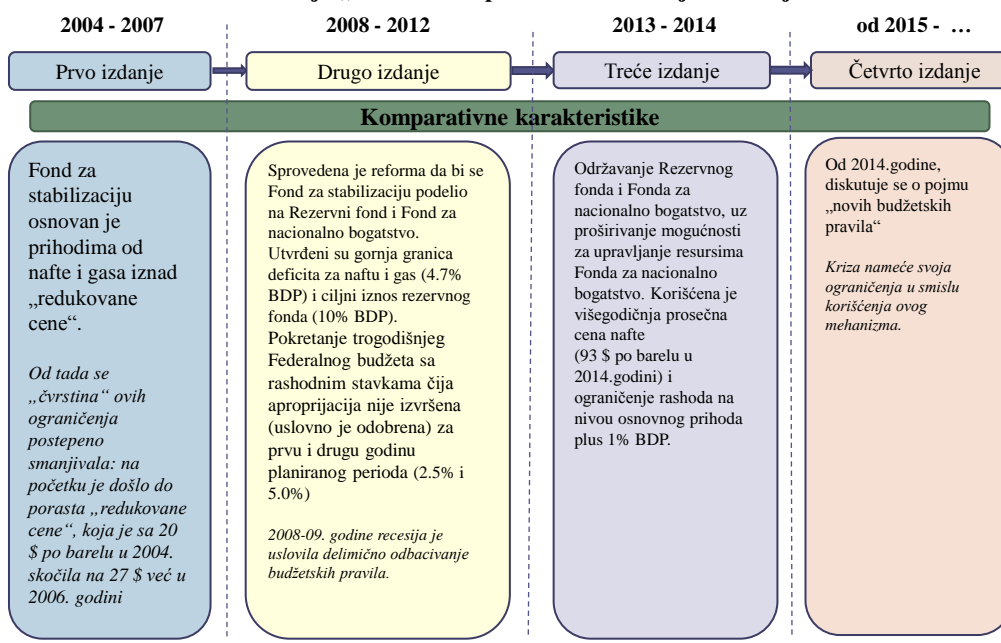 2004 - 2007
2008 - 2012
2013 - 2014
od 2015 - …
Prvo izdanje
Drugo izdanje
Treće izdanje
Četvrto izdanje
Komparativne karakteristike
Fond za
stabilizaciju
osnovan je
prihodima od
nafte i gasa iznad
„redukovane
cene“.
Od tada se
„čvrstina“ ovih
ograničenja
postepeno
smanjivala: na
početku je došlo do
porasta „redukovane
cene“, koja je sa 20
$ po barelu u 2004.
skočila na 27 $ već u
2006. godini
Sprovedena je reforma da bi se
Fond za stabilizaciju podelio
na Rezervni fond i Fond za
nacionalno bogatstvo.
Utvrđeni su gornja granica
deficita za naftu i gas (4.7%
BDP) i ciljni iznos rezervnog
fonda (10% BDP).
Pokretanje trogodišnjeg
Federalnog budžeta sa
rashodnim stavkama čija
aproprijacija nije izvršena
(uslovno je odobrena) za
prvu i drugu godinu
planiranog perioda (2.5% i
5.0%)
2008-09. godine recesija je
uslovila delimično odbacivanje
budžetskih pravila.
Održavanje Rezervnog
fonda i Fonda za
nacionalno bogatstvo, uz
proširivanje mogućnosti
za upravljanje resursima
Fonda za nacionalno
bogatstvo. Korišćena je
višegodičnja prosečna
cena nafte
(93 $ po barelu u
2014.godini) i
ograničenje rashoda na
nivou osnovnog prihoda
plus 1% BDP.
Od 2014.godine,
diskutuje se o pojmu
„novih budžetskih
pravila“
Kriza nameće svoja
ograničenja u smislu
korišćenja ovog
mehanizma.